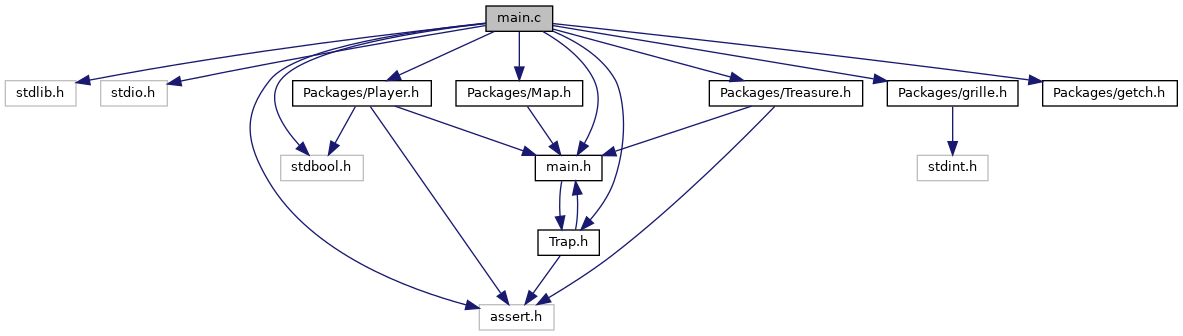 main.c
stdlib.h
stdio.h
Packages/Player.h
Packages/Map.h
Packages/Treasure.h
Packages/grille.h
Packages/getch.h
stdbool.h
main.h
stdint.h
Trap.h
assert.h